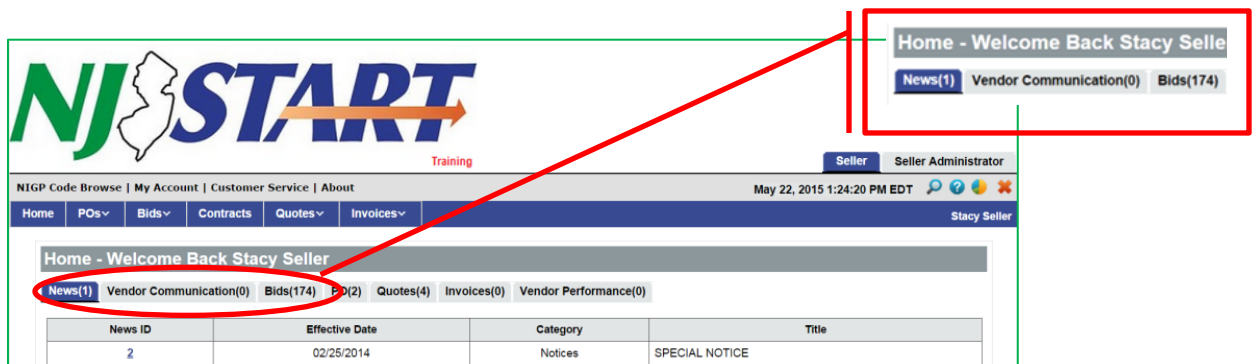 Home - Welcome Back Stacy Selle
News(1) Vendor Communication(0) Bids(174)
NJ START
Training
Seller Seller Administrator
NIGP Code Browse | My Account | Customer Service | About May 22, 2015 1:24:20 PM EDT
Home POs Bids Contracts Quotes Invoices Stacy Seller
Home - Welcome Back Stacy Seller
News(1) Vendor Communication(0) Bids(174) PO(2) Quotes(4) Invoices(0) Vendor Performance(0)
News ID Effective Date Category Title
2 02/25/2014 Notices SPECIAL NOTICE